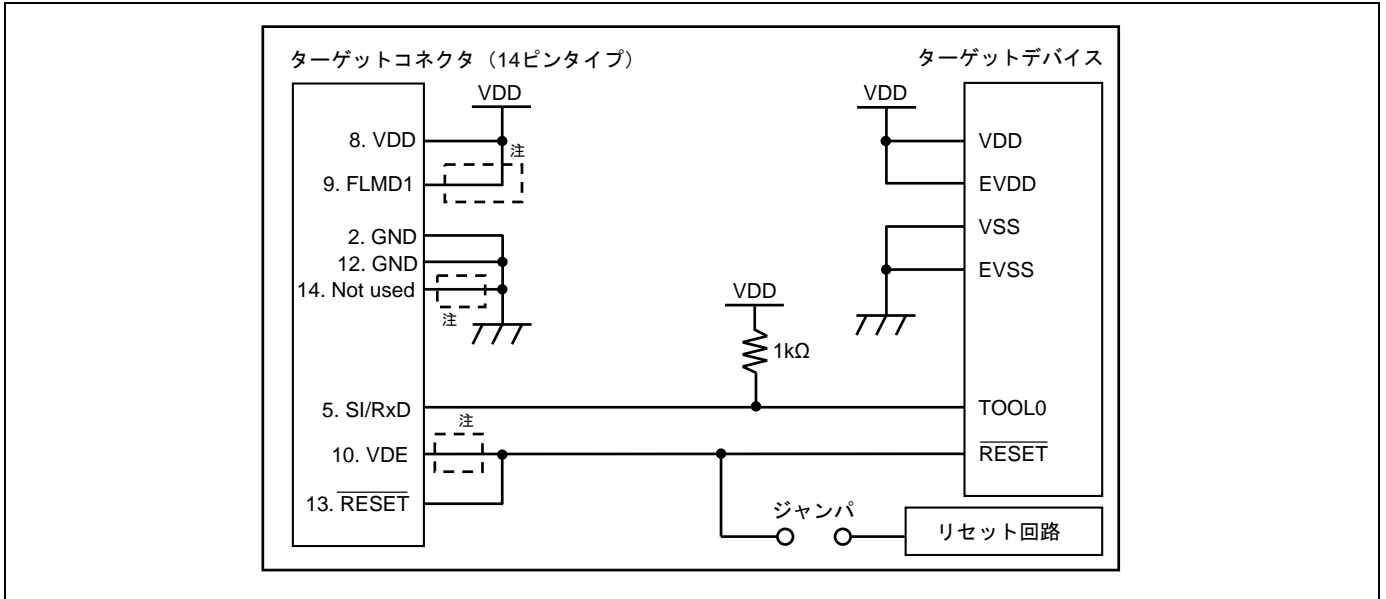 ターゲットコネクタ（14ピンタイプ）
ターゲットデバイス
VDD
VDD
8. VDD
注
VDD
9. FLMD1
EVDD
2. GND
VSS
12. GND
EVSS
14. Not used
注
VDD
1kΩ
5. SI/RxD
TOOL0
注
10. VDE
RESET
13. RESET
ジャンパ
リセット回路